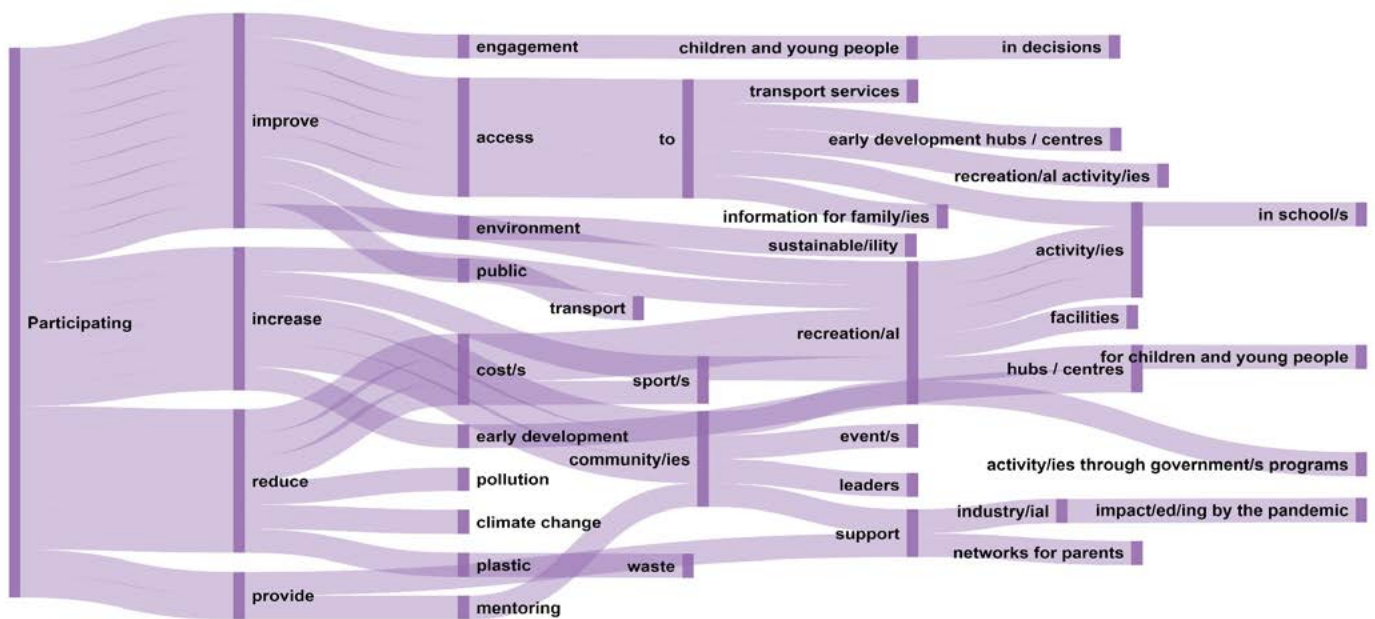 Participating
improve
increase
reduce
provide
engagement
access
environment
public
cost/s
early development
pollution
climate change
plastic
mentoring
children and young people
to
transport
sport/s
community/ies
waste
in decisions
transport services
early development hubs / centres
recreation/al activity/ies
information for family/ies
sustainable/ility
recreation/al
event/s
leaders
support
activity/ies
facilities
hubs / centres
industry/ial
networks for parents
in school/s
for children and young people
activity/ies through government/s programs
impact/ed/ing by the pandemic